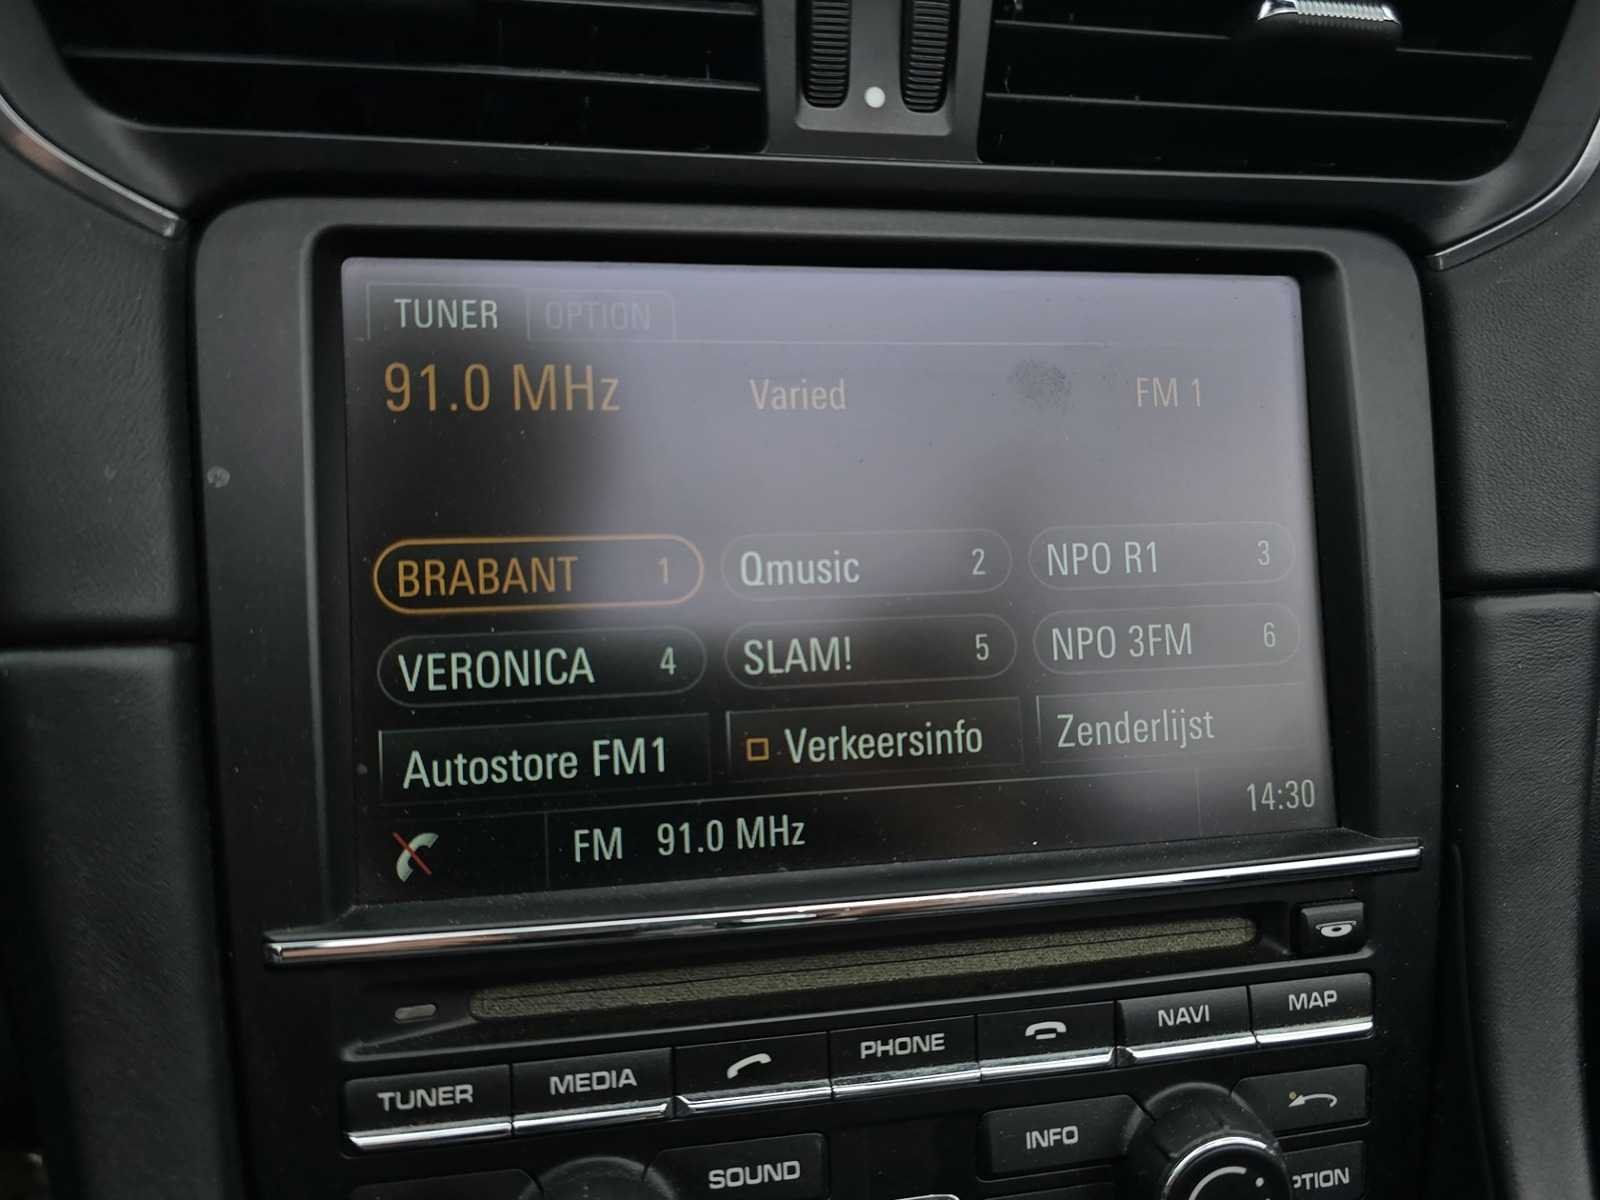 TUNER OPTION
91.0 MHz Varied FM 1
BRABANT 1 Qmusic 2 NPO R1 3
VERONICA 4 SLAM! 5 NPO 3FM 6
Autostore FM1 Verkeersinfo Zenderlijst
FM 91.0 MHz 14:30
TUNER MEDIA PHONE NAVI MAP
SOUND INFO PTION